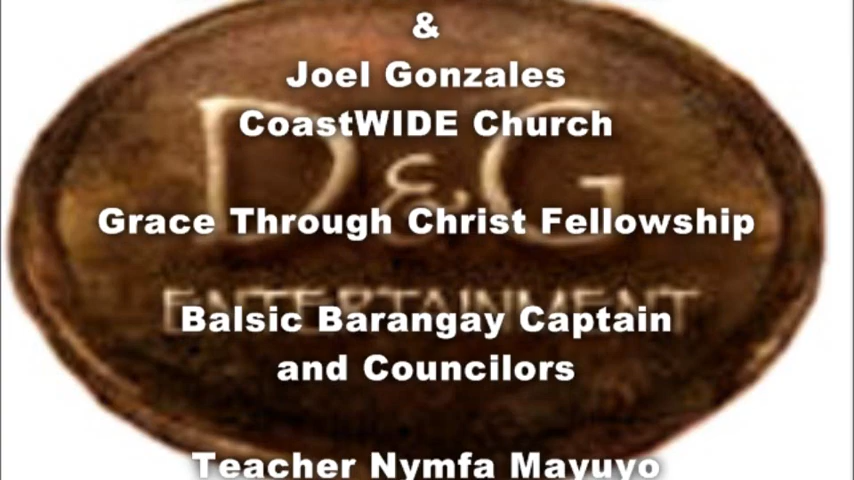 &
Joel Gonzales
CoastWIDE Church
D&G
Grace Through Christ Fellowship
ENTERTAINMENT
Balsic Barangay Captain
and Councilors
Teacher Nymfa Mayuyo